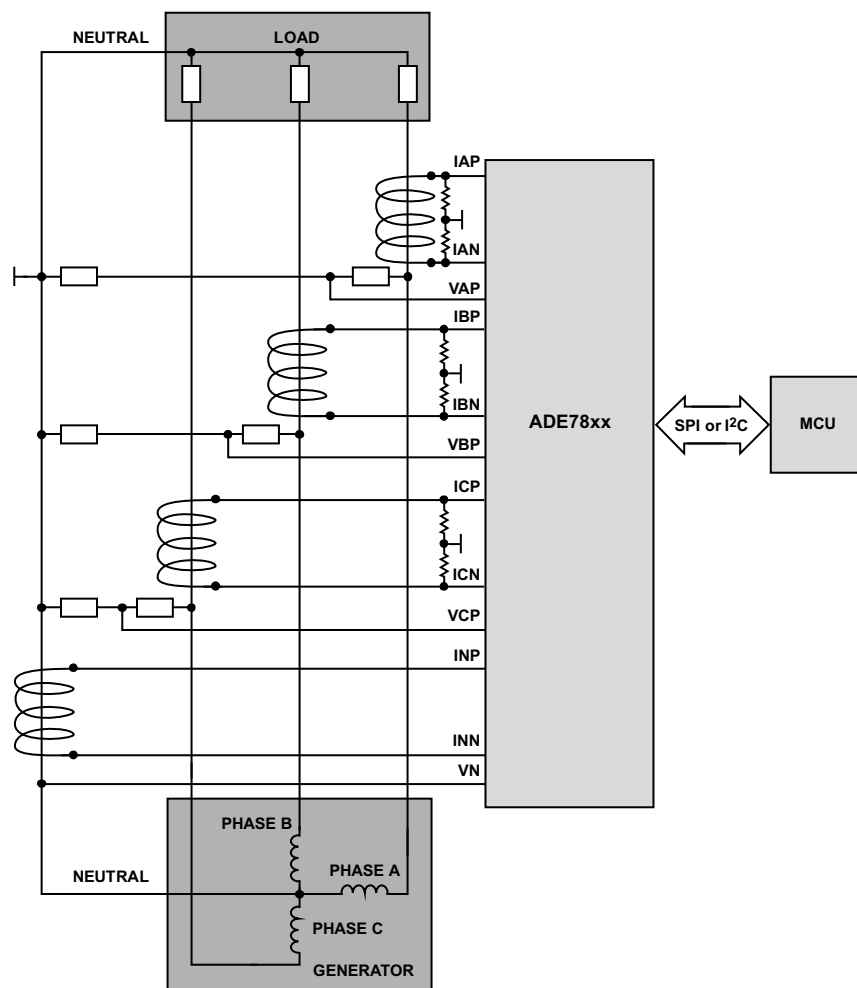 NEUTRAL
LOAD
IAP
IAN
VAP
IBP
IBN
ADE78xx
SPI or I²C
MCU
VBP
ICP
ICN
VCP
INP
INN
VN
PHASE B
PHASE A
NEUTRAL
PHASE C
GENERATOR